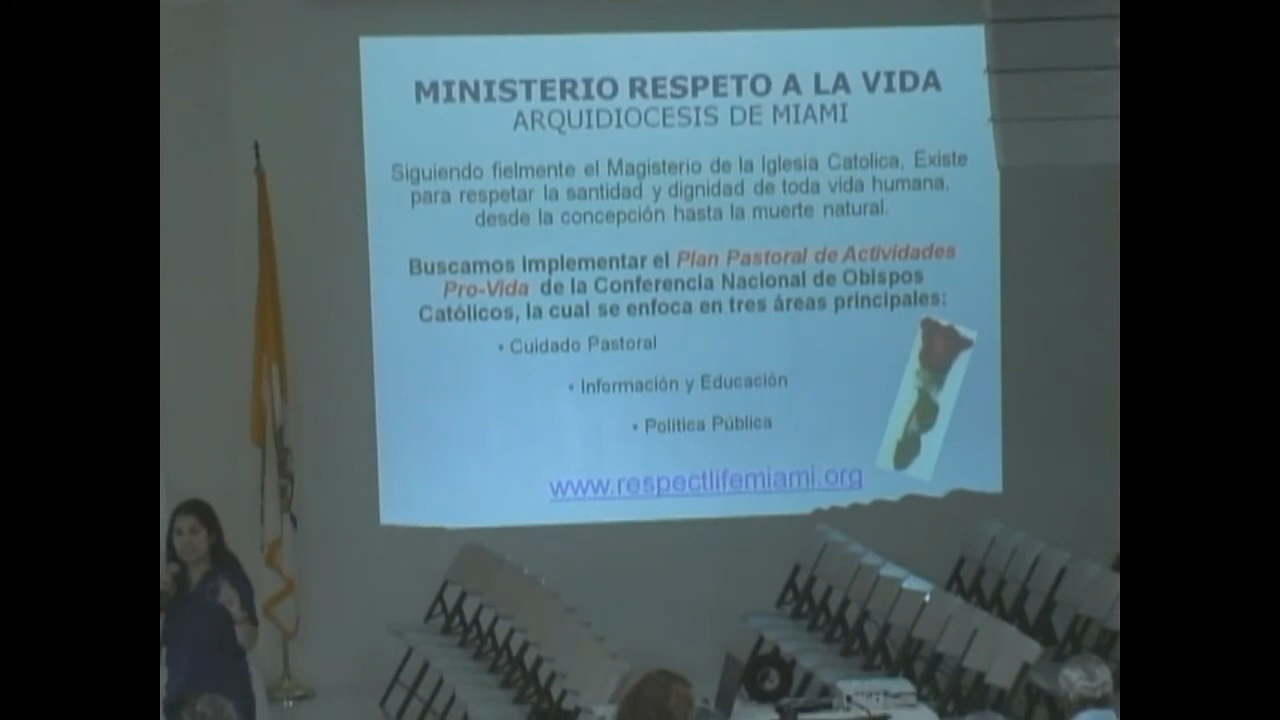 MINISTERIO RESPETO A LA VIDA
ARQUIDIOCESIS DE MIAMI
Siguiendo fielmente el Magisterio de la Iglesia Catolica, Existe
para respetar la santidad y dignidad de toda vida humana,
desde la concepción hasta la muerte natural.
Buscamos implementar el Plan Pastoral de Actividades
Pro-Vida de la Conferencia Nacional de Obispos
Católicos, la cual se enfoca en tres áreas principales:
• Cuidado Pastoral
• Información y Educación
• Politica Pública
www.respectlifemiami.org